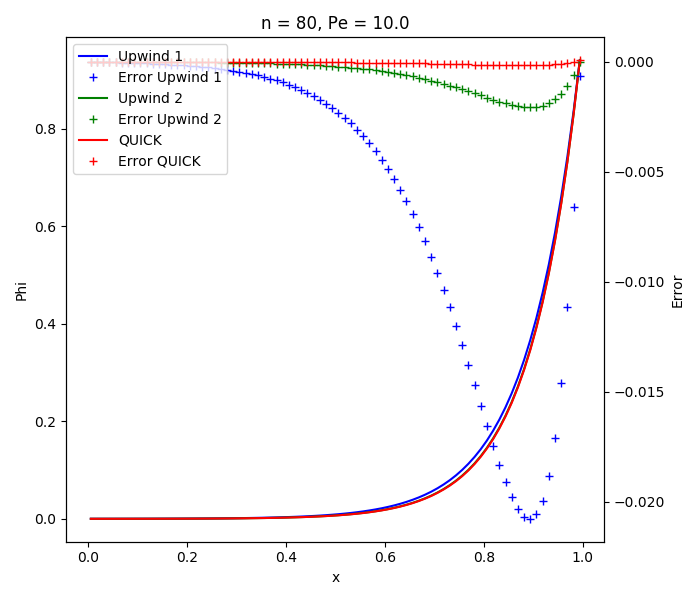 n = 80, Pe = 10.0
Upwind 1
Error Upwind 1
Upwind 2
Error Upwind 2
QUICK
Error QUICK
Phi
0.8
0.6
0.4
0.2
0.0
0.000
−0.005
−0.010
−0.015
−0.020
Error
0.0 0.2 0.4 0.6 0.8 1.0
x